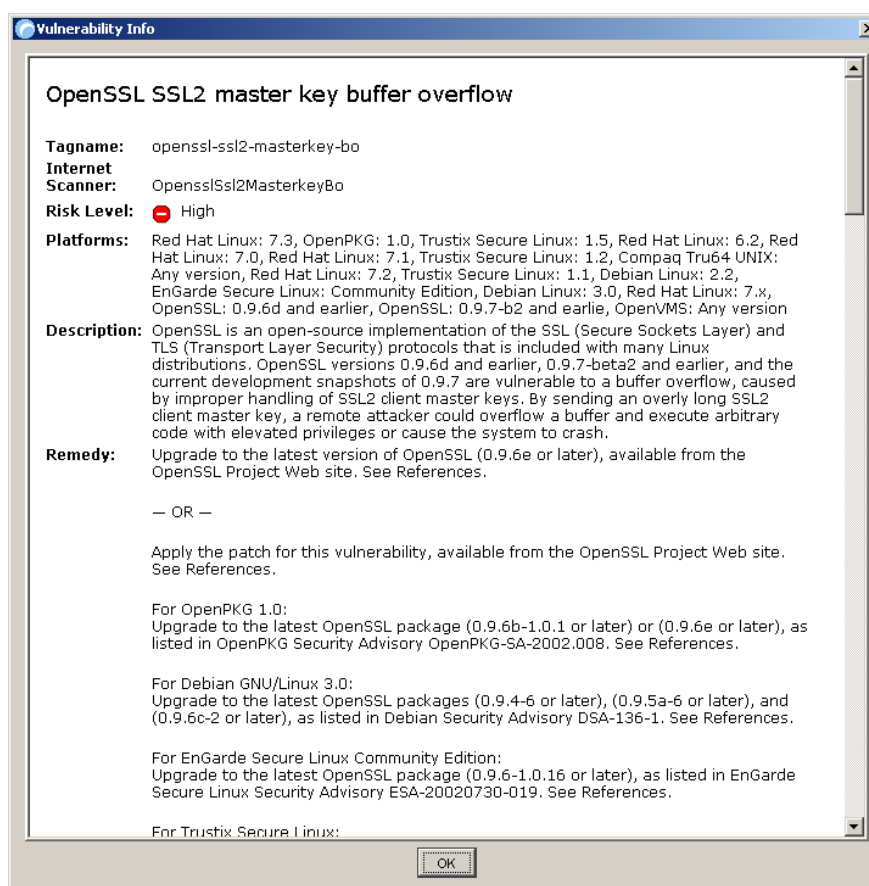 Vulnerability Info
OpenSSL SSL2 master key buffer overflow
Tagname: openssl-ssl2-masterkey-bo
Internet
Scanner: OpensslSsl2MasterkeyBo
Risk Level: High
Platforms: Red Hat Linux: 7.3, OpenPKG: 1.0, Trustix Secure Linux: 1.5, Red Hat Linux: 6.2, Red
Hat Linux: 7.0, Red Hat Linux: 7.1, Trustix Secure Linux: 1.2, Compaq Tru64 UNIX:
Any version, Red Hat Linux: 7.2, Trustix Secure Linux: 1.1, Debian Linux: 2.2,
EnGarde Secure Linux: Community Edition, Debian Linux: 3.0, Red Hat Linux: 7.x,
OpenSSL: 0.9.6d and earlier, OpenSSL: 0.9.7-b2 and earlie, OpenVMS: Any version
Description: OpenSSL is an open-source implementation of the SSL (Secure Sockets Layer) and
TLS (Transport Layer Security) protocols that is included with many Linux
distributions. OpenSSL versions 0.9.6d and earlier, 0.9.7-beta2 and earlier, and the
current development snapshots of 0.9.7 are vulnerable to a buffer overflow, caused
by improper handling of SSL2 client master keys. By sending an overly long SSL2
client master key, a remote attacker could overflow a buffer and execute arbitrary
code with elevated privileges or cause the system to crash.
Remedy: Upgrade to the latest version of OpenSSL (0.9.6e or later), available from the
OpenSSL Project Web site. See References.
— OR —
Apply the patch for this vulnerability, available from the OpenSSL Project Web site.
See References.
For OpenPKG 1.0:
Upgrade to the latest OpenSSL package (0.9.6b-1.0.1 or later) or (0.9.6e or later), as
listed in OpenPKG Security Advisory OpenPKG-SA-2002.008. See References.
For Debian GNU/Linux 3.0:
Upgrade to the latest OpenSSL packages (0.9.4-6 or later), (0.9.5a-6 or later), and
(0.9.6c-2 or later), as listed in Debian Security Advisory DSA-136-1. See References.
For EnGarde Secure Linux Community Edition:
Upgrade to the latest OpenSSL package (0.9.6-1.0.16 or later), as listed in EnGarde
Secure Linux Security Advisory ESA-20020730-019. See References.
For Trustix Secure Linux:
OK